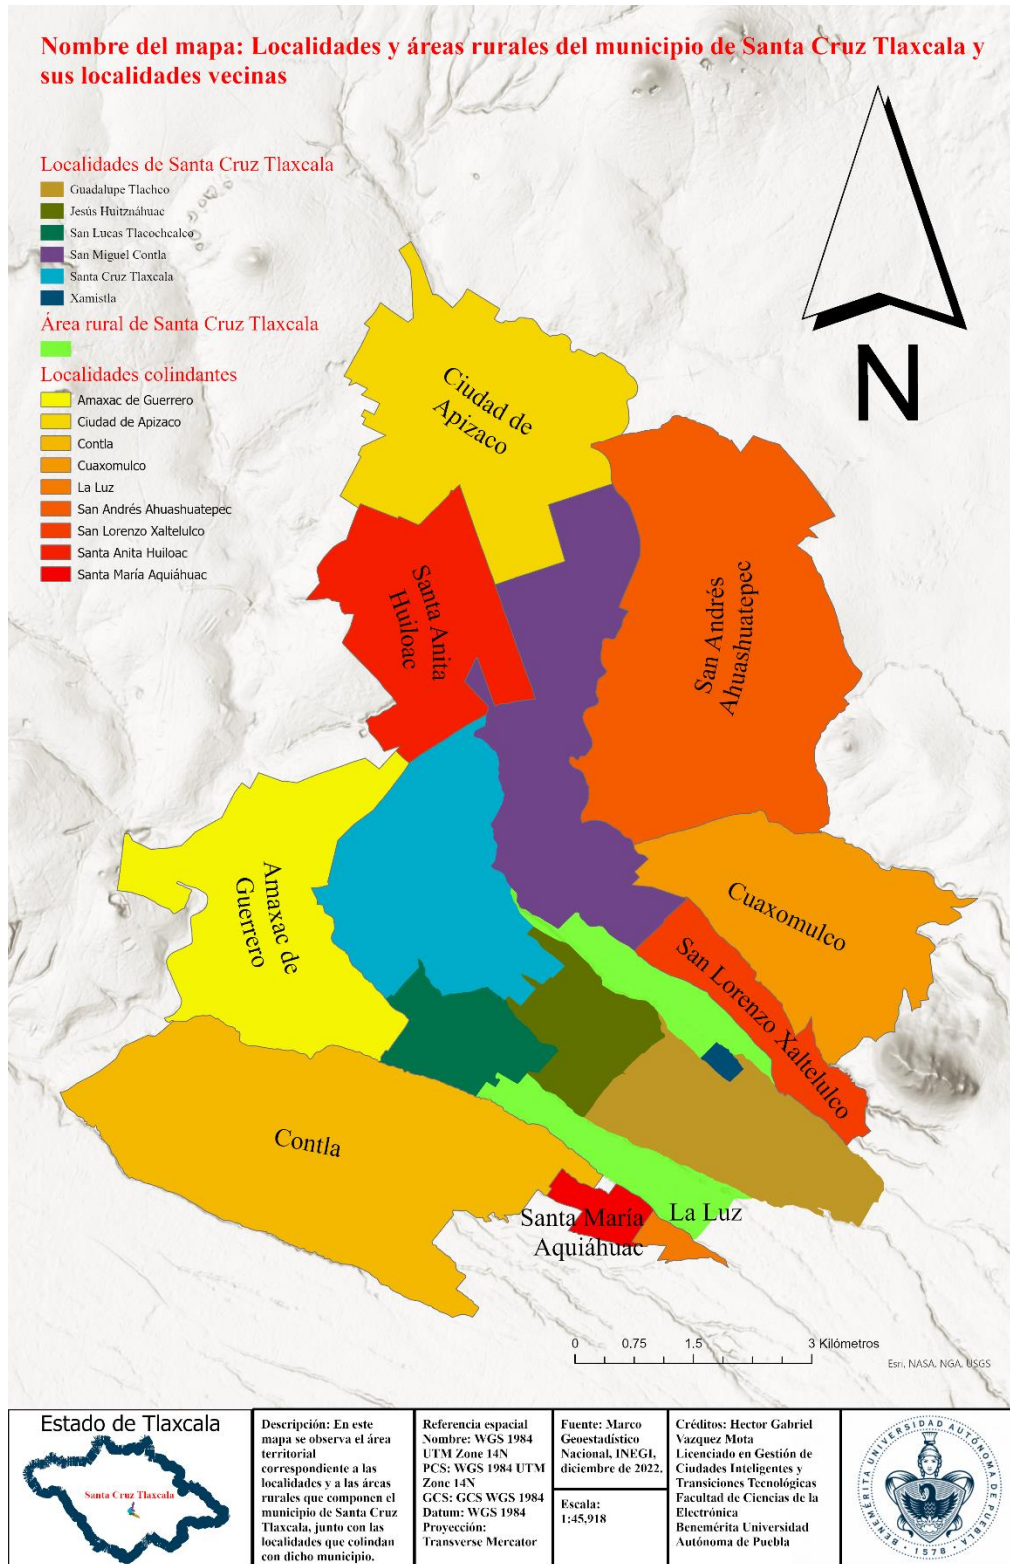 Nombre del mapa: Localidades y áreas rurales del municipio de Santa Cruz Tlaxcala y
sus localidades vecinas
Localidades de Santa Cruz Tlaxcala
Guadalupe Tlachco
Jesús Huitznáhuac
San Lucas Tlacochcalco
San Miguel Contla
Santa Cruz Tlaxcala
Xamistla
Área rural de Santa Cruz Tlaxcala
Localidades colindantes
Amaxac de Guerrero
Ciudad de Apizaco
Contla
Cuaxomulco
La Luz
San Andrés Ahuashuatepec
San Lorenzo Xaltelulco
Santa Anita Huiloac
Santa María Aquiáhuac
N
Ciudad de
Apizaco
Santa Anita
Huiloac
San Andrés
Ahuashuatepec
Amaxac de
Guerrero
Cuaxomulco
San Lorenzo Xaltelulco
Contla
Santa María
Aquiáhuac
La Luz
0 0.75 1.5 3 Kilómetros
Esri, NASA, NGA, USGS
Estado de Tlaxcala
Santa Cruz Tlaxcala
Descripción: En este
mapa se observa el área
territorial
correspondiente a las
localidades y a las áreas
rurales que componen el
municipio de Santa Cruz
Tlaxcala, junto con las
localidades que colindan
con dicho municipio.
Referencia espacial
Nombre: WGS 1984
UTM Zone 14N
PCS: WGS 1984 UTM
Zone 14N
GCS: GCS WGS 1984
Datum: WGS 1984
Proyección:
Transverse Mercator
Fuente: Marco
Geoestadístico
Nacional, INEGI,
diciembre de 2022.
Escala:
1:45,918
Créditos: Hector Gabriel
Vazquez Mota
Licenciado en Gestión de
Ciudades Inteligentes y
Transiciones Tecnológicas
Facultad de Ciencias de la
Electrónica
Benemérita Universidad
Autónoma de Puebla
BENEMÉRITA UNIVERSIDAD AUTÓNOMA DE PUEBLA
1578